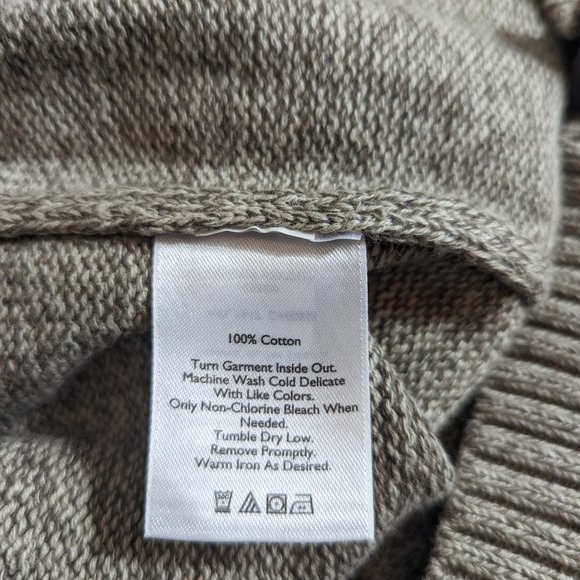 100% Cotton
Turn Garment Inside Out.
Machine Wash Cold Delicate
With Like Colors.
Only Non-Chlorine Bleach When
Needed.
Tumble Dry Low.
Remove Promptly.
Warm Iron As Desired.